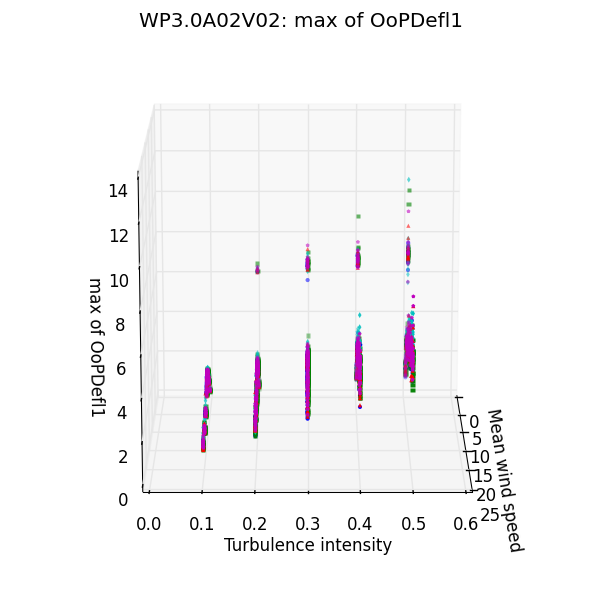 WP3.0A02V02: max of OoPDefl1
14
12
10
8
6
4
2
0
max of OoPDefl1
0.0 0.1 0.2 0.3 0.4 0.5 0.6
Turbulence intensity
0
5
10
15
20
25
Mean wind speed